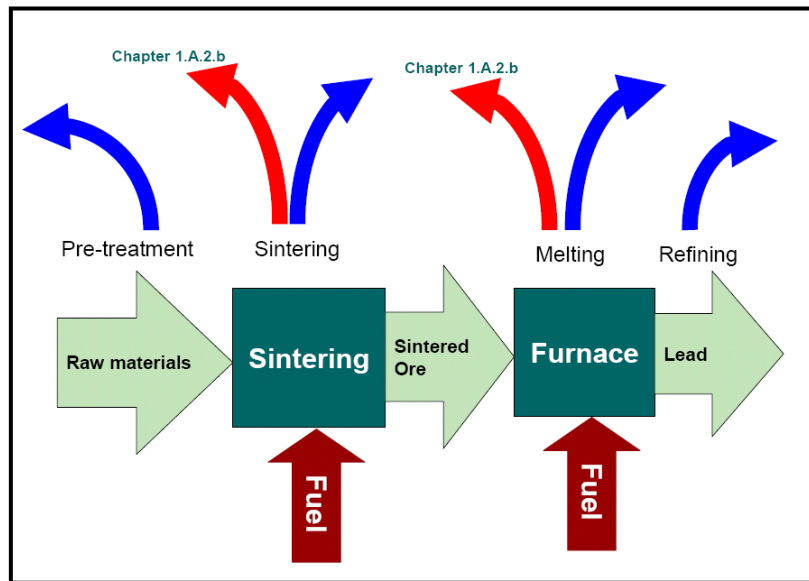 Chapter 1.A.2.b
Chapter 1.A.2.b
Pre-treatment
Sintering
Melting
Refining
Raw materials
Sintering
Sintered
Ore
Furnace
Lead
Fuel
Fuel